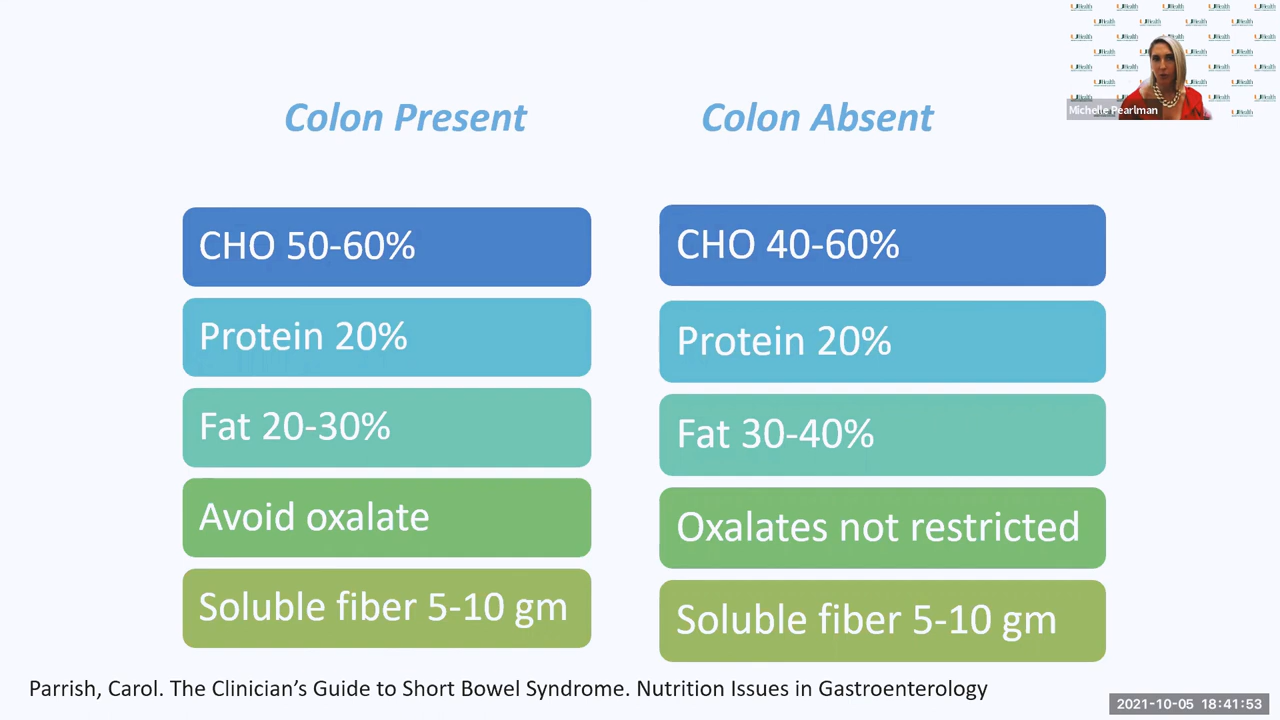 Colon Present
Colon Absent
Michelle Pearlman
CHO 50-60%
CHO 40-60%
Protein 20%
Protein 20%
Fat 20-30%
Fat 30-40%
Avoid oxalate
Oxalates not restricted
Soluble fiber 5-10 gm
Soluble fiber 5-10 gm
Parrish, Carol. The Clinician’s Guide to Short Bowel Syndrome. Nutrition Issues in Gastroenterology
2021-10-05 18:41:53